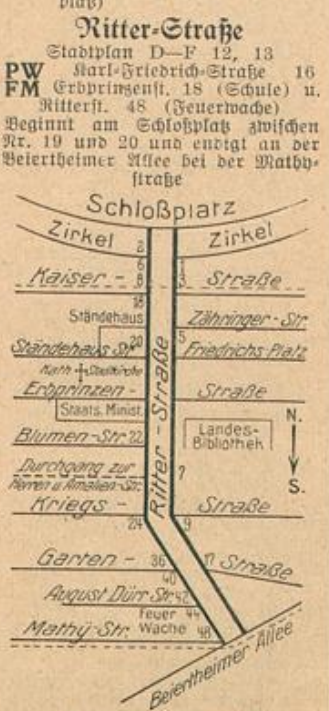 platz)
Ritter-Straße
Stadtplan D—F 12, 13
PW Karl-Friedrich-Straße 16
FM Erbprinzenst. 18 (Schule) u.
Ritterst. 48 (Feuerwache)
Beginnt am Schloßplatz zwischen
Nr. 19 und 20 und endigt an der
Beiertheimer Allee bei der Mathy-
straße
Schloßplatz
Zirkel 2 Zirkel
6 1
Kaiser - 8 3 Straße
18
Ständehaus Zähringer-Str
Ständehaus-Str 20 5 Friedrichs-Platz
Kath. Stadtkirche
Erbprinzen- Straße
Staats. Minist.
Ritter-Straße
Blumen-Str. 22 Landes-
Bibliothek
N.
S.
Durchgang zur 7
Herren u Amalien-Str.
Kriegs - Straße
24 9
Garten - 36 11 Straße
40
August Dürr-Str. 42
Feuer 44
Mathy-Str. Wache 48
Beiertheimer Allee